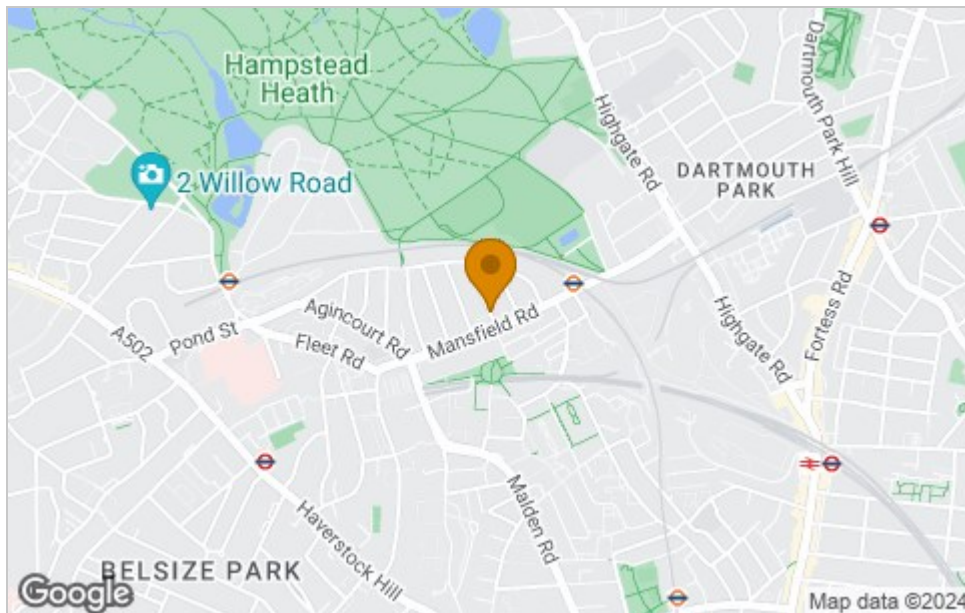 Hampstead
Heath
2 Willow Road
Highgate Rd
Dartmouth Park Hill
DARTMOUTH
PARK
A502
Pond St
Agincourt Rd
Fleet Rd
Mansfield Rd
Highgate Rd
Fortess Rd
Haverstock Hill
Malden Rd
BELSIZE PARK
Google
Map data ©2024